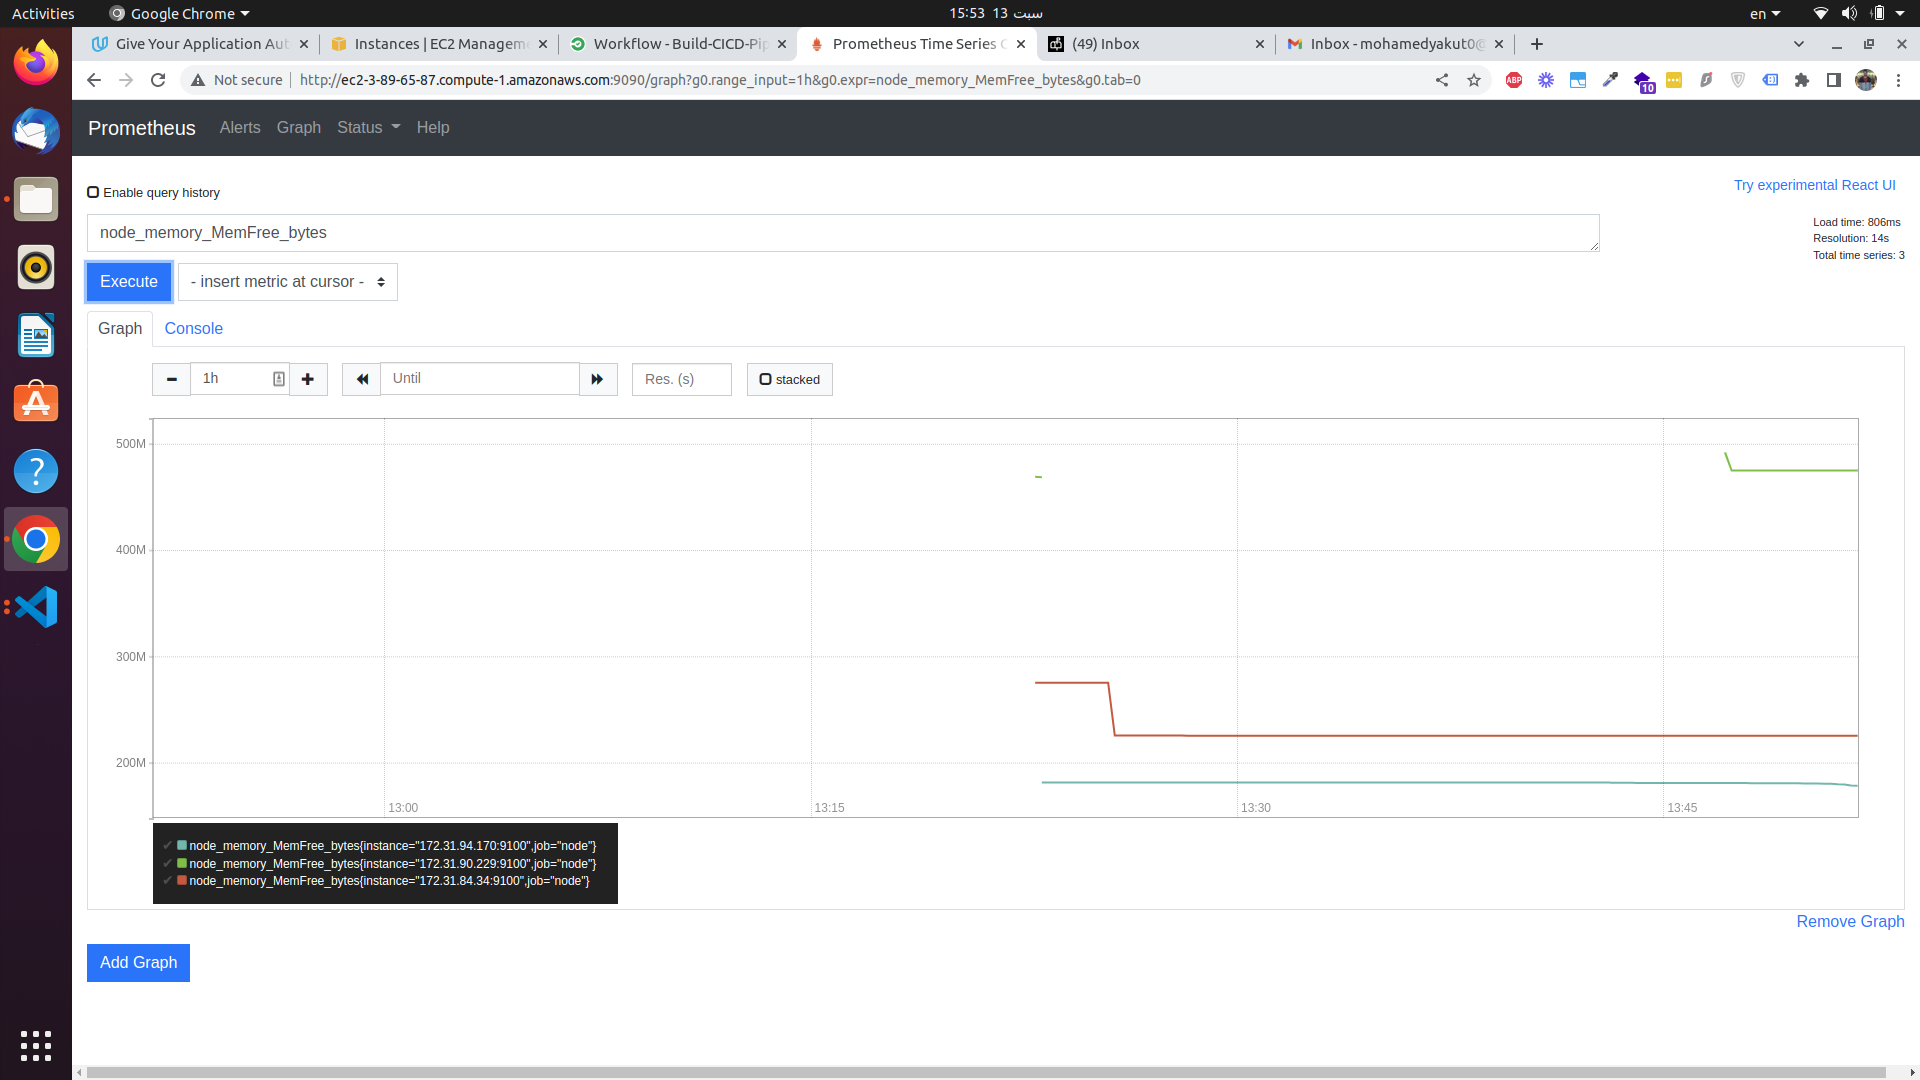 Activities
Google Chrome
15:53 13 سبت
en
Give Your Application Aut
Instances | EC2 Managem
Workflow - Build-CICD-Pip
Prometheus Time Series C
(49) Inbox
Inbox - mohamedyakut0@
Not secure
http://ec2-3-89-65-87.compute-1.amazonaws.com:9090/graph?g0.range_input=1h&g0.expr=node_memory_MemFree_bytes&g0.tab=0
ABP
10
Prometheus
Alerts
Graph
Status
Help
Enable query history
Try experimental React UI
node_memory_MemFree_bytes
Load time: 806ms
Resolution: 14s
Total time series: 3
Execute
- insert metric at cursor -
Graph
Console
1h
Until
Res. (s)
stacked
500M
400M
300M
200M
13:00
13:15
13:30
13:45
node_memory_MemFree_bytes{instance="172.31.94.170:9100",job="node"}
node_memory_MemFree_bytes{instance="172.31.90.229:9100",job="node"}
node_memory_MemFree_bytes{instance="172.31.84.34:9100",job="node"}
Remove Graph
Add Graph